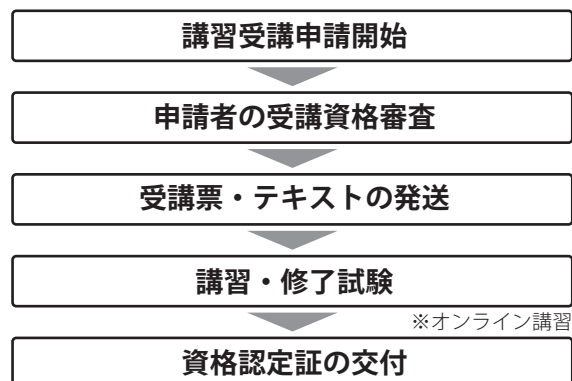 講習受講申請開始
申請者の受講資格審査
受講票・テキストの発送
講習・修了試験
※オンライン講習
資格認定証の交付